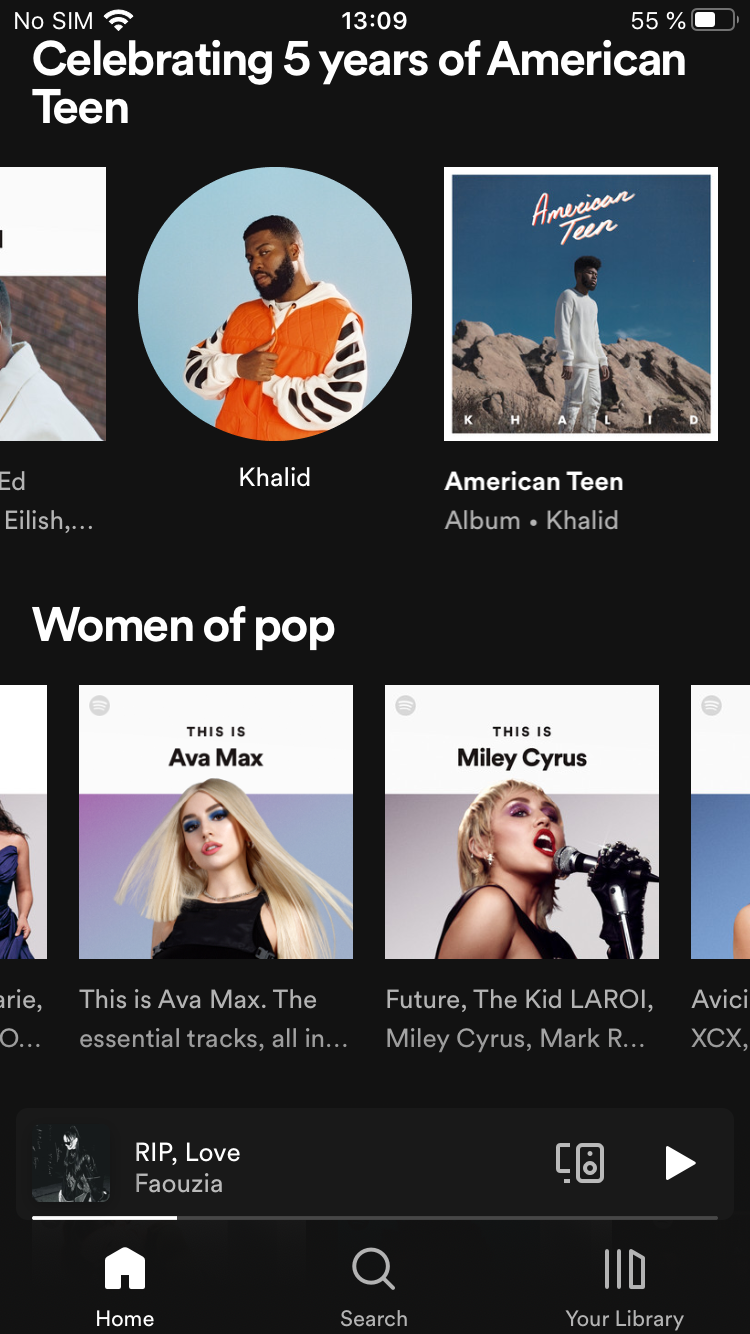 No SIM 13:09 55 %
Celebrating 5 years of American
Teen
American
Teen
K H A L I D
Ed
Khalid
American Teen
Eilish,...
Album • Khalid
Women of pop
THIS IS
Ava Max
THIS IS
Miley Cyrus
arie,
This is Ava Max. The
Future, The Kid LAROI,
Avici
O...
essential tracks, all in...
Miley Cyrus, Mark R...
XCX,
RIP, Love
Faouzia
Home
Search
Your Library